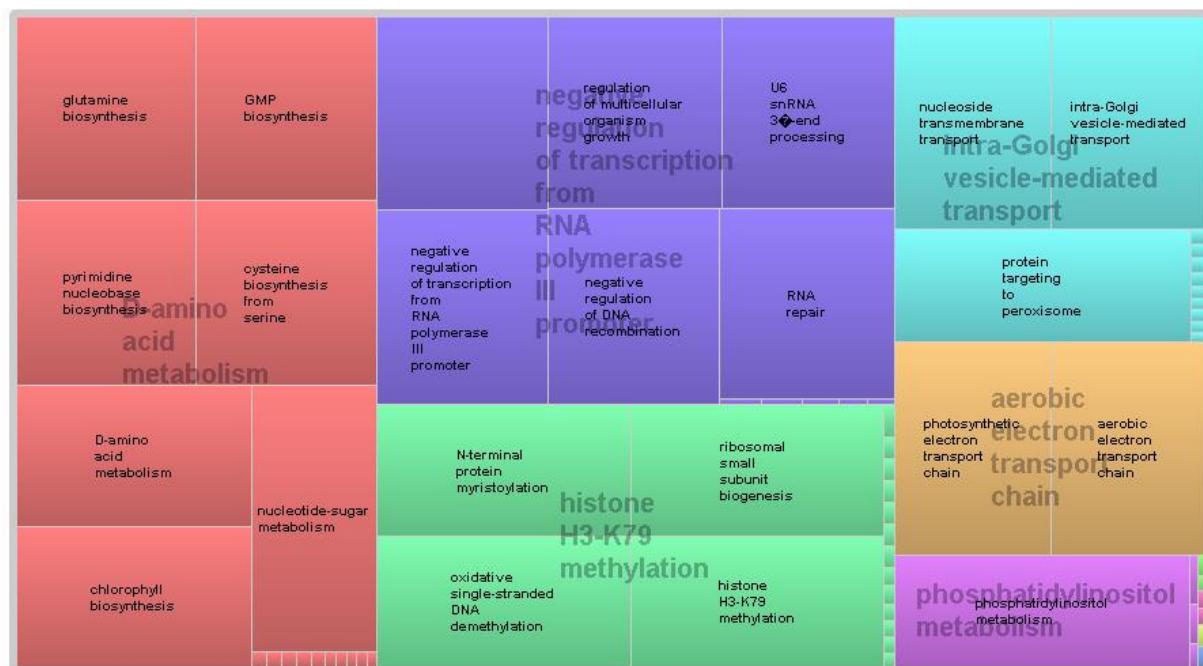 glutamine
biosynthesis
GMP
biosynthesis
pyrimidine
nucleobase
biosynthesis
cysteine
biosynthesis
from
serine
D-amino
acid
metabolism
D-amino
acid
metabolism
nucleotide-sugar
metabolism
chlorophyll
biosynthesis
negative
regulation
of transcription
from
RNA
polymerase
III
promoter
regulation
of multicellular
organism
growth
U6
snRNA
3�-end
processing
negative
regulation
of transcription
from
RNA
polymerase
III
promoter
negative
regulation
of DNA
recombination
RNA
repair
N-terminal
protein
myristoylation
ribosomal
small
subunit
biogenesis
histone
H3-K79
methylation
oxidative
single-stranded
DNA
demethylation
histone
H3-K79
methylation
nucleoside
transmembrane
transport
intra-Golgi
vesicle-mediated
transport
intra-Golgi
vesicle-mediated
transport
protein
targeting
to
peroxisome
aerobic
electron
transport
chain
photosynthetic
electron
transport
chain
aerobic
electron
transport
chain
phosphatidylinositol
metabolism
phosphatidylinositol
metabolism